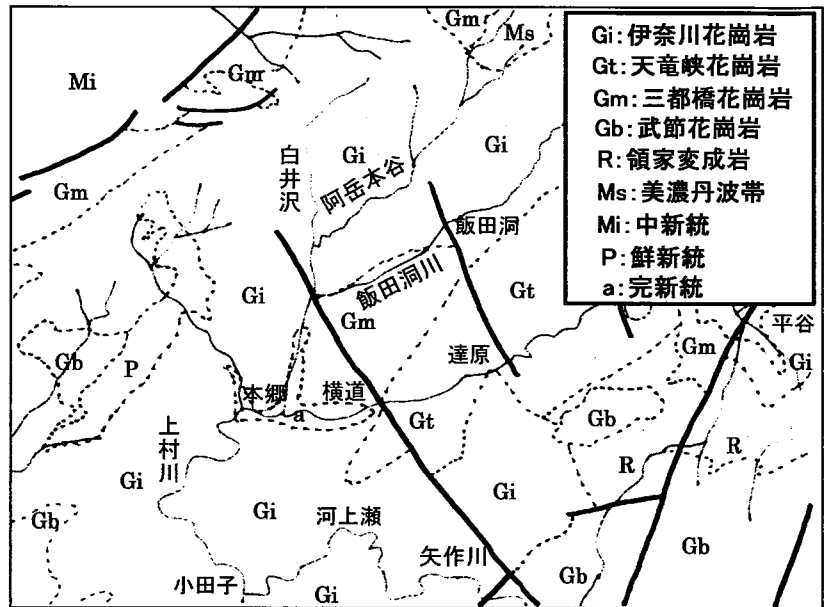 Gi:伊奈川花崗岩
Gt:天竜峡花崗岩
Gm:三都橋花崗岩
Gb:武節花崗岩
R:領家変成岩
Ms:美濃丹波帯
Mi:中新統
P:鮮新統
a:完新統
Gm
Ms
Mi
Gm
Gi
Gi
白井沢
阿岳本谷
Gm
飯田洞
飯田洞川
Gi
Gm
Gt
平谷
Gm
Gi
Gb
P
達原
本郷
横道
a
Gt
Gb
上村川
R
R
Gi
Gi
Gi
Gb
河上瀬
Gb
矢作川
小田子
Gi
Gb